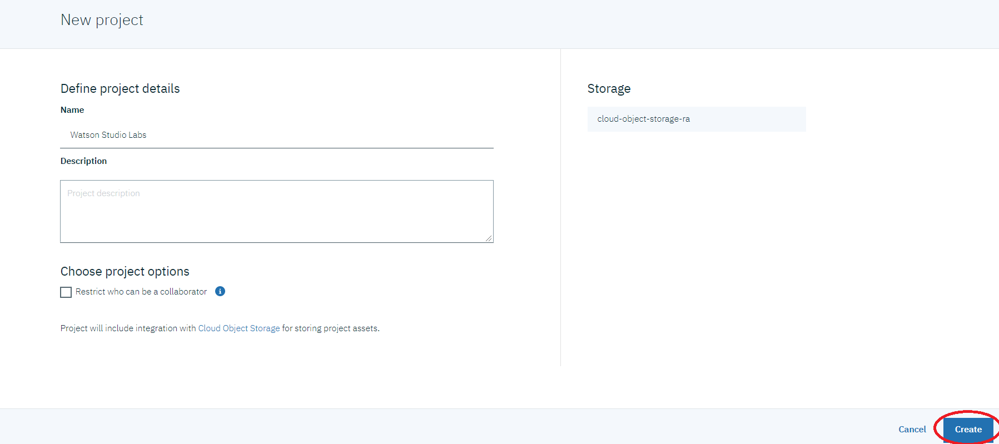 New project
Define project details
Name
Watson Studio Labs
Description
Project description
Choose project options
Restrict who can be a collaborator
Project will include integration with Cloud Object Storage for storing project assets.
Storage
cloud-object-storage-ra
Cancel
Create